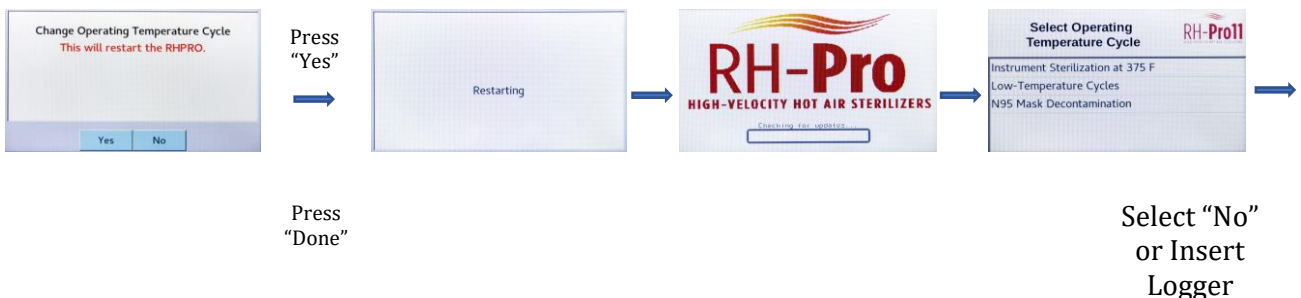 Change Operating Temperature Cycle
This will restart the RHPRO.
Yes No
Press
“Yes”
Restarting
RH-Pro
HIGH-VELOCITY HOT AIR STERILIZERS
Checking for updates...
Select Operating
Temperature Cycle
RH-Pro11
Instrument Sterilization at 375 F
Low-Temperature Cycles
N95 Mask Decontamination
Press
“Done”
Select “No”
or Insert
Logger